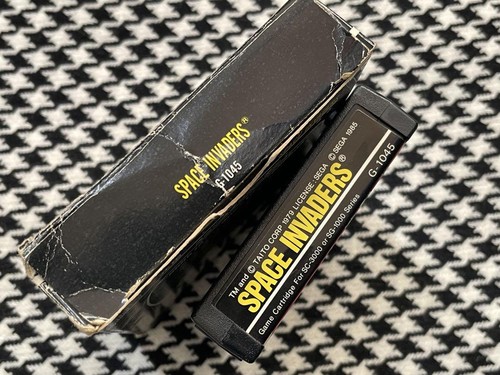 SPACE INVADERS®
G-1045
TM and © TAITO CORP. 1979 LICENSE: SEGA © SEGA 1985
SPACE INVADERS®
Game Cartridge For SC-3000 or SG-1000 Series
G-1045